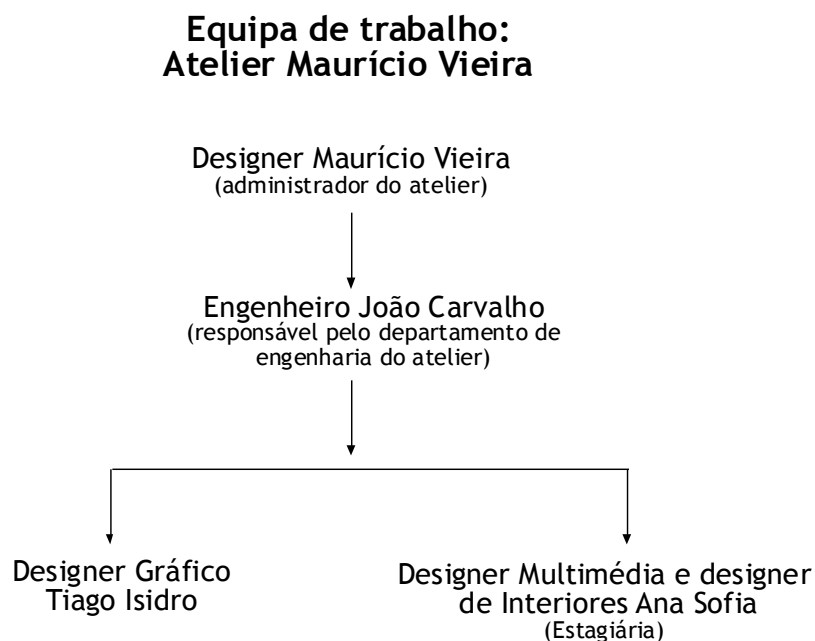 Equipa de trabalho:
Atelier Maurício Vieira
Designer Maurício Vieira
(administrador do atelier)
Engenheiro João Carvalho
(responsável pelo departamento de
engenharia do atelier)
Designer Gráfico
Tiago Isidro
Designer Multimédia e designer
de Interiores Ana Sofia
(Estagiária)